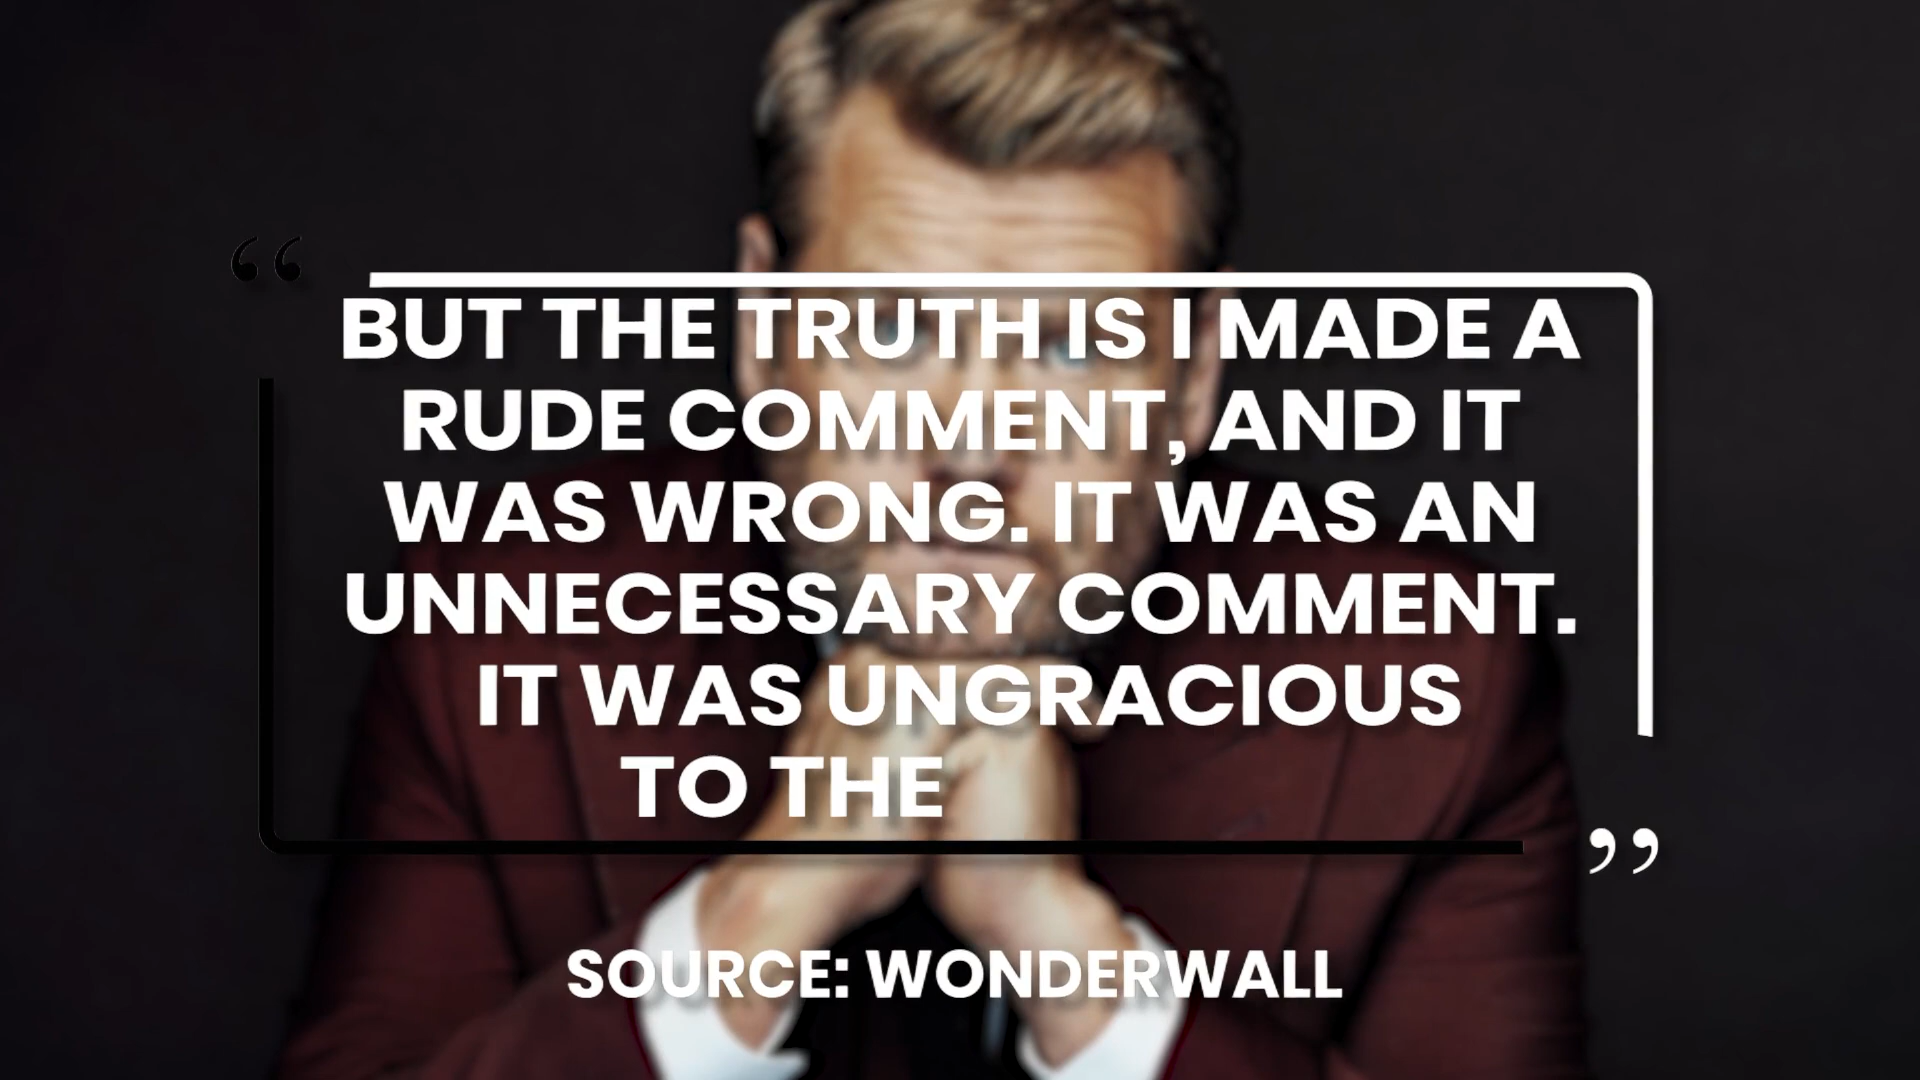 “
BUT THE TRUTH IS I MADE A
RUDE COMMENT, AND IT
WAS WRONG. IT WAS AN
UNNECESSARY COMMENT.
IT WAS UNGRACIOUS
TO THE
”
SOURCE: WONDERWALL